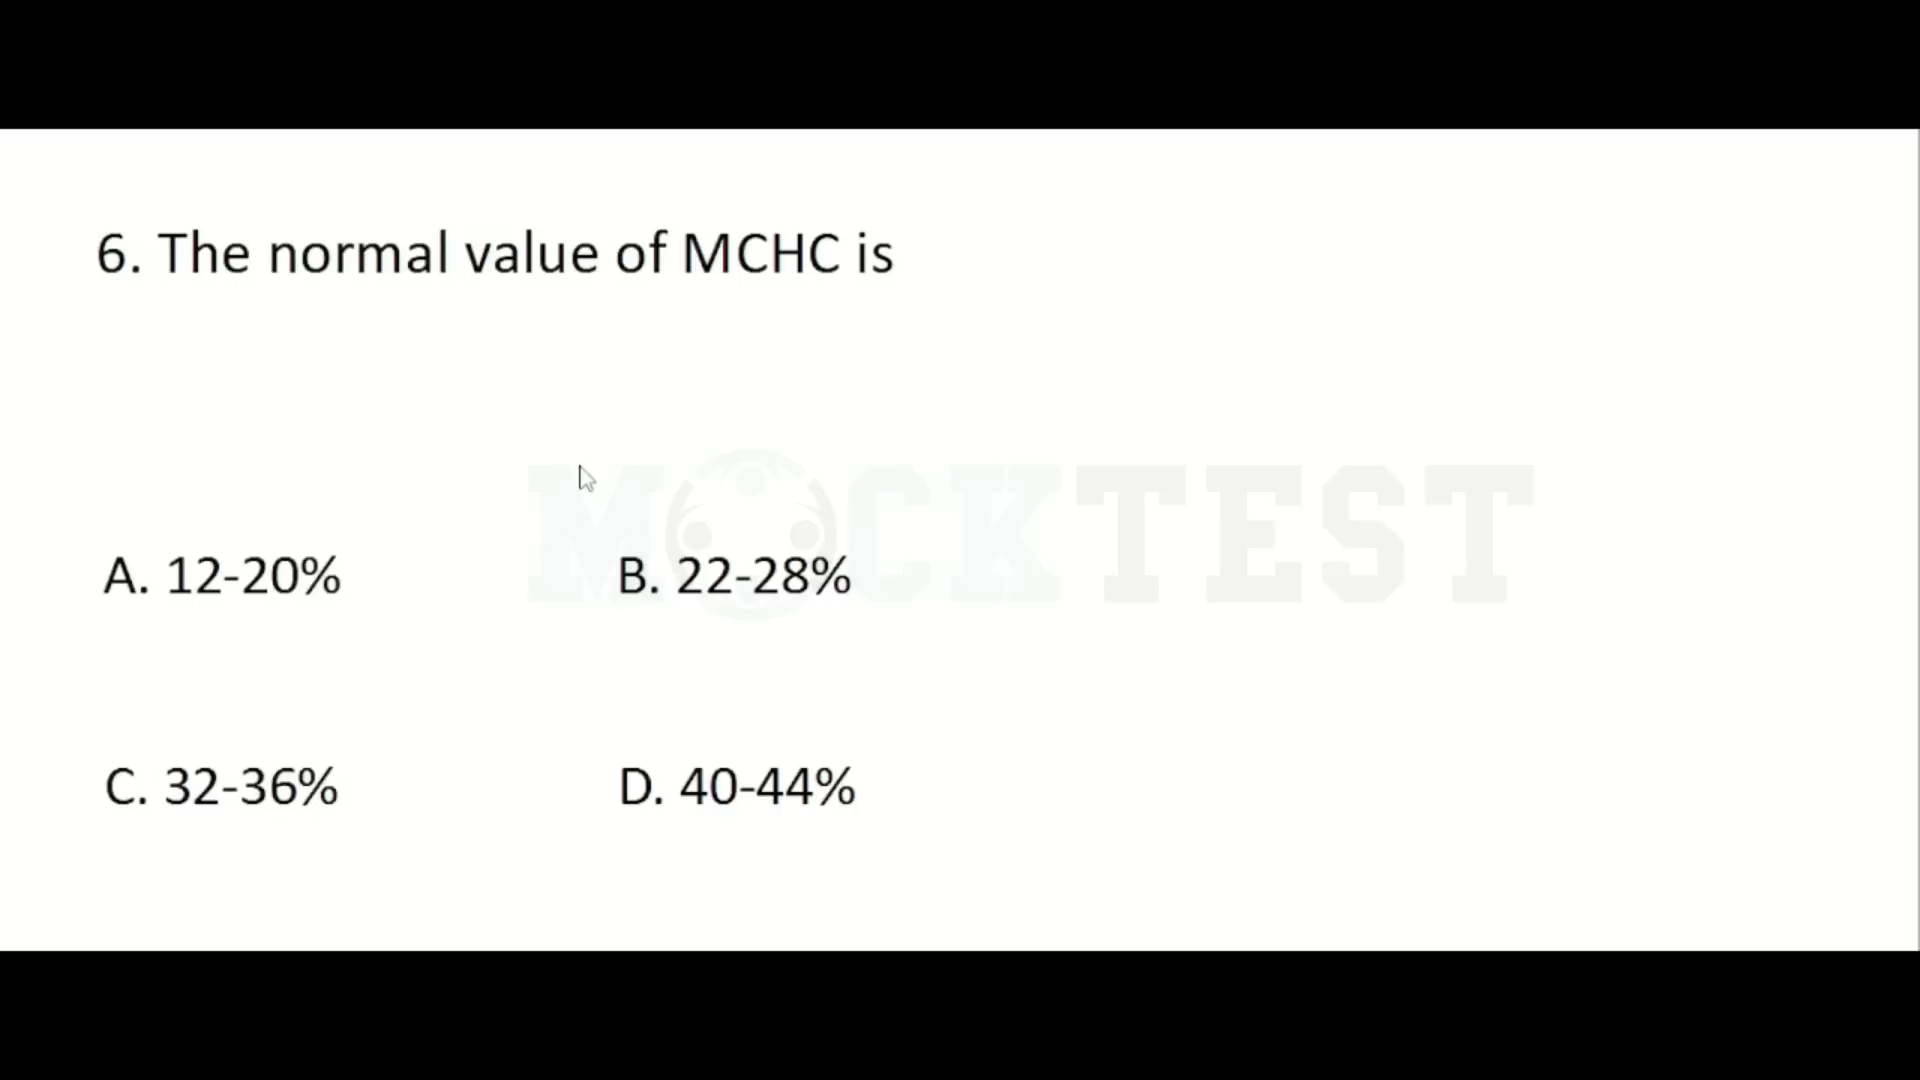 6. The normal value of MCHC is
MOCKTEST
A. 12-20% B. 22-28%
C. 32-36% D. 40-44%